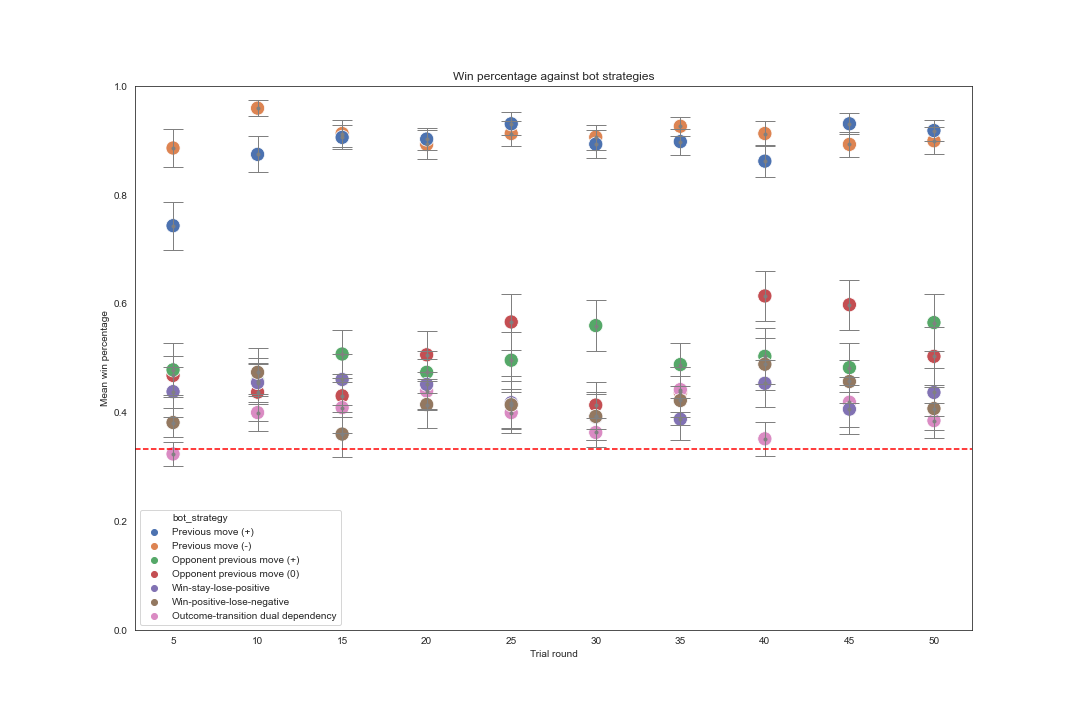 Win percentage against bot strategies
1.0
0.8
0.6
0.4
0.2
0.0
Mean win percentage
bot_strategy
Previous move (+)
Previous move (-)
Opponent previous move (+)
Opponent previous move (0)
Win-stay-lose-positive
Win-positive-lose-negative
Outcome-transition dual dependency
5 10 15 20 25 30 35 40 45 50
Trial round